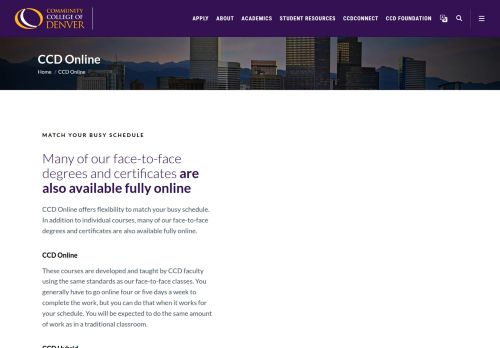 COMMUNITY
COLLEGE OF
DENVER
APPLY ABOUT ACADEMICS STUDENT RESOURCES CCDCONNECT CCD FOUNDATION
CCD Online
Home / CCD Online
MATCH YOUR BUSY SCHEDULE
Many of our face-to-face
degrees and certificates are
also available fully online
CCD Online offers flexibility to match your busy schedule.
In addition to individual courses, many of our face-to-face
degrees and certificates are also available fully online.
CCD Online
These courses are developed and taught by CCD faculty
using the same standards as our face-to-face classes. You
generally have to go online four or five days a week to
complete the work, but you can do that when it works for
your schedule. You will be expected to do the same amount
of work as in a traditional classroom.
CCD Hybrid